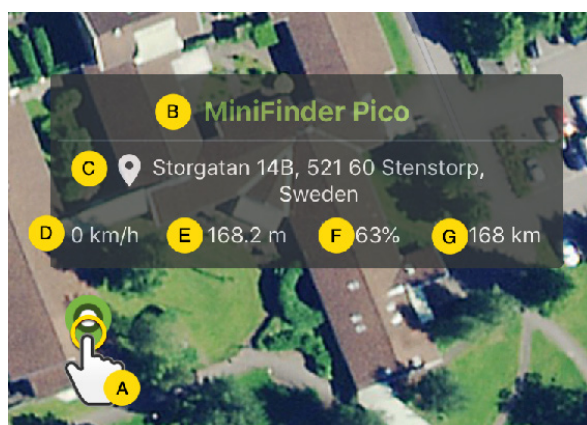 B MiniFinder Pico
C Storgatan 14B, 521 60 Stenstorp,
Sweden
D 0 km/h E 168.2 m F 63% G 168 km
A